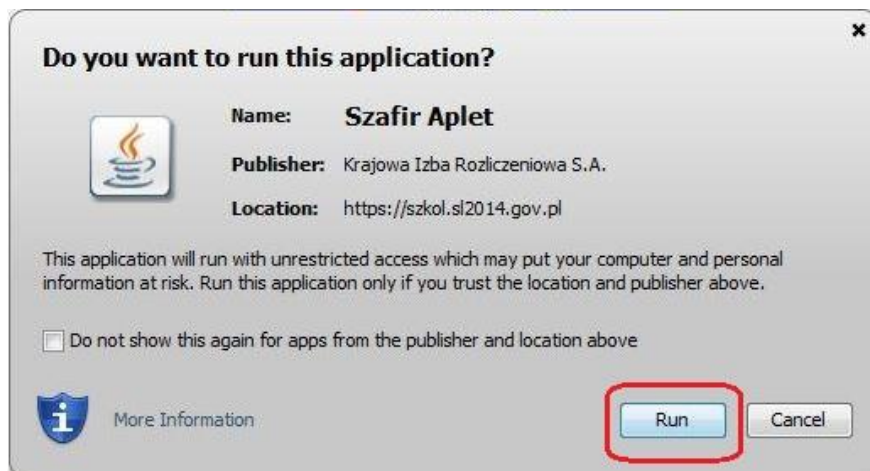 Do you want to run this application?
Name: Szafir Aplet
Publisher: Krajowa Izba Rozliczeniowa S.A.
Location: https://szkol.sl2014.gov.pl
This application will run with unrestricted access which may put your computer and personal
information at risk. Run this application only if you trust the location and publisher above.
Do not show this again for apps from the publisher and location above
More Information
Run
Cancel